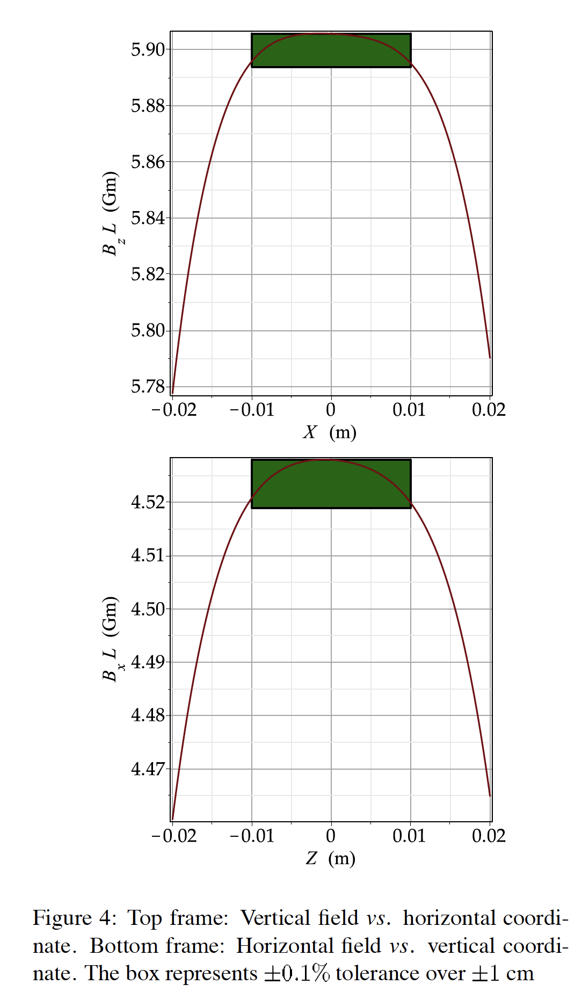 5.90
5.88
5.86
5.84
5.82
5.80
5.78
B_z L (Gm)
−0.02 −0.01 0 0.01 0.02
X (m)
4.52
4.51
4.50
4.49
4.48
4.47
B_x L (Gm)
−0.02 −0.01 0 0.01 0.02
Z (m)
Figure 4: Top frame: Vertical field vs. horizontal coordi-
nate. Bottom frame: Horizontal field vs. vertical coordi-
nate. The box represents ±0.1% tolerance over ±1 cm